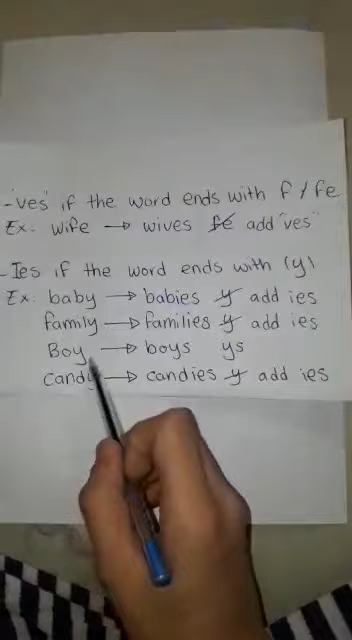 -'ves' if the word ends with f / fe
Ex. wife → wives fe add "ves"
-Ies if the word ends with (y)
Ex: baby → babies y add ies
family → families y add ies
Boy → boys ys
candy → candies y add ies